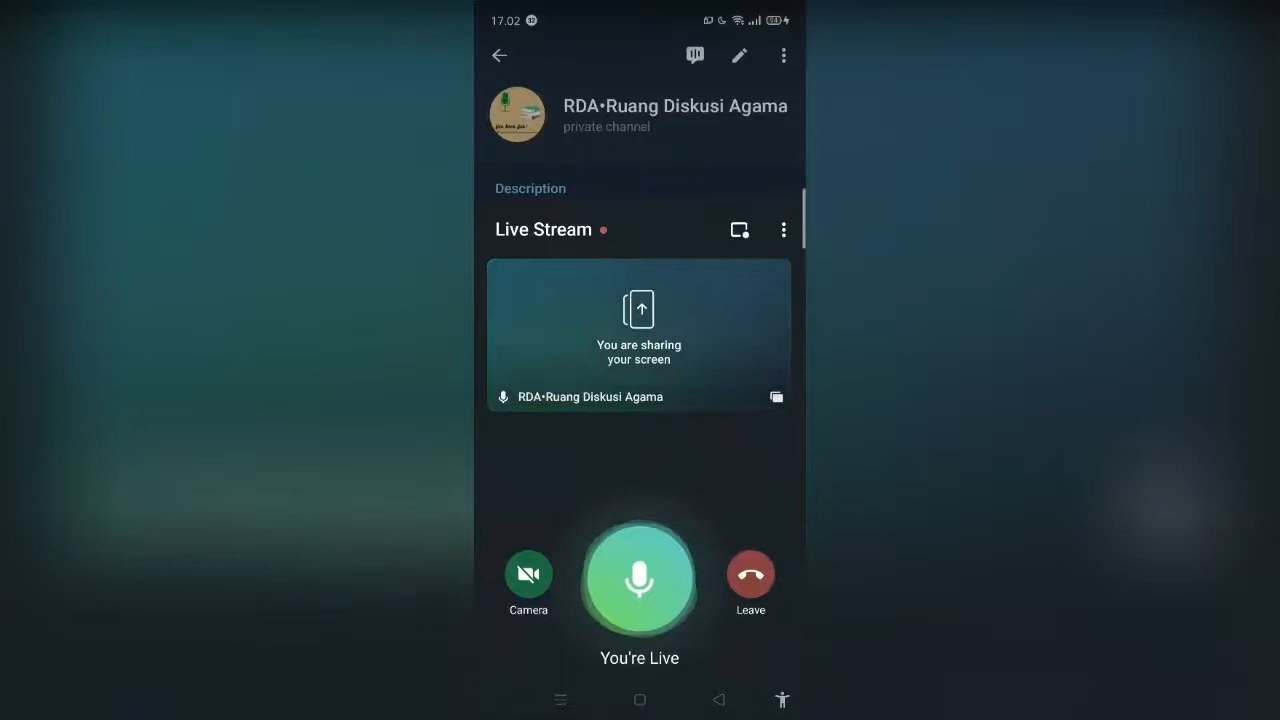 17.02
RDA•Ruang Diskusi Agama
private channel
Description
Live Stream
You are sharing
your screen
RDA•Ruang Diskusi Agama
Camera
Leave
You're Live